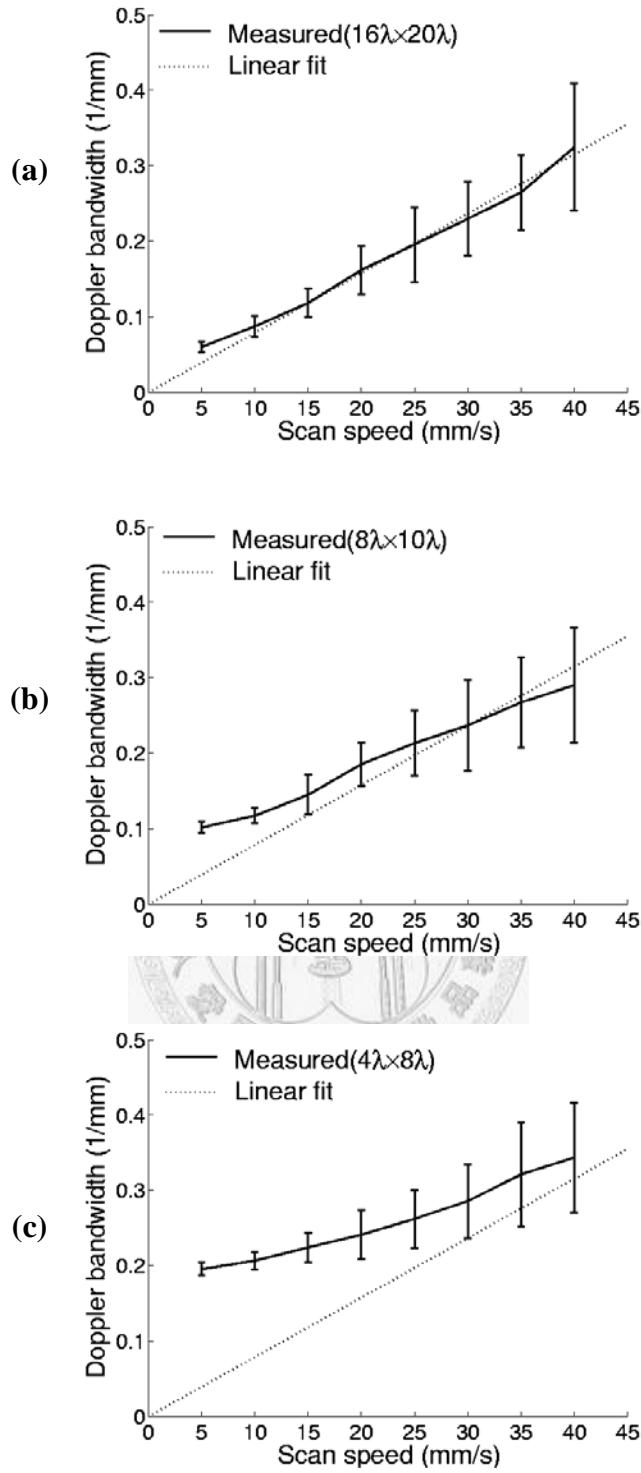 (a)
0.5
0.4
0.3
0.2
0.1
0
Doppler bandwidth (1/mm)
Measured(16λ×20λ)
Linear fit
0 5 10 15 20 25 30 35 40 45
Scan speed (mm/s)
(b)
0.5
0.4
0.3
0.2
0.1
0
Doppler bandwidth (1/mm)
Measured(8λ×10λ)
Linear fit
0 5 10 15 20 25 30 35 40 45
Scan speed (mm/s)
(c)
0.5
0.4
0.3
0.2
0.1
0
Doppler bandwidth (1/mm)
Measured(4λ×8λ)
Linear fit
0 5 10 15 20 25 30 35 40 45
Scan speed (mm/s)